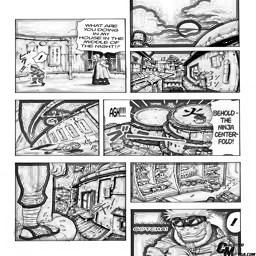 WHAT ARE
YOU DOING
IN MY
HOUSE IN THE
MIDDLE OF
THE NIGHT!?
AGH!!!
BEHOLD -
THE
NINJA
CENTER-
FOLD!
GOTCHA!